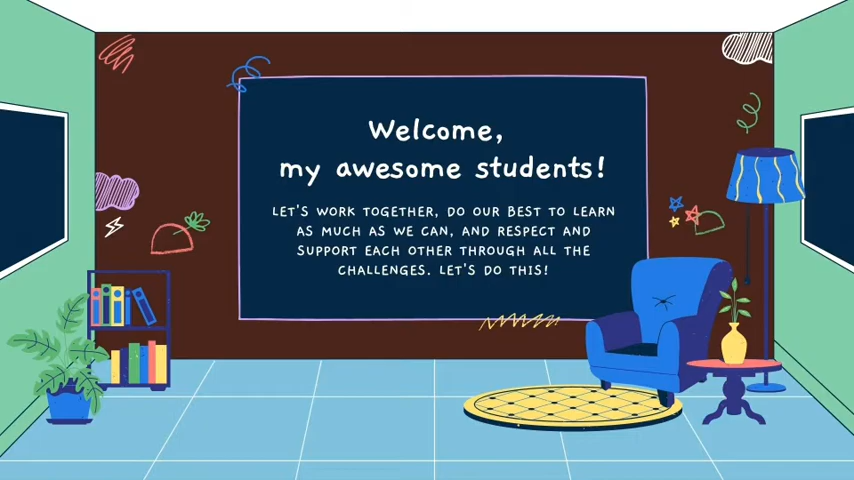 Welcome,
my awesome students!
LET'S WORK TOGETHER, DO OUR BEST TO LEARN
AS MUCH AS WE CAN, AND RESPECT AND
SUPPORT EACH OTHER THROUGH ALL THE
CHALLENGES. LET'S DO THIS!